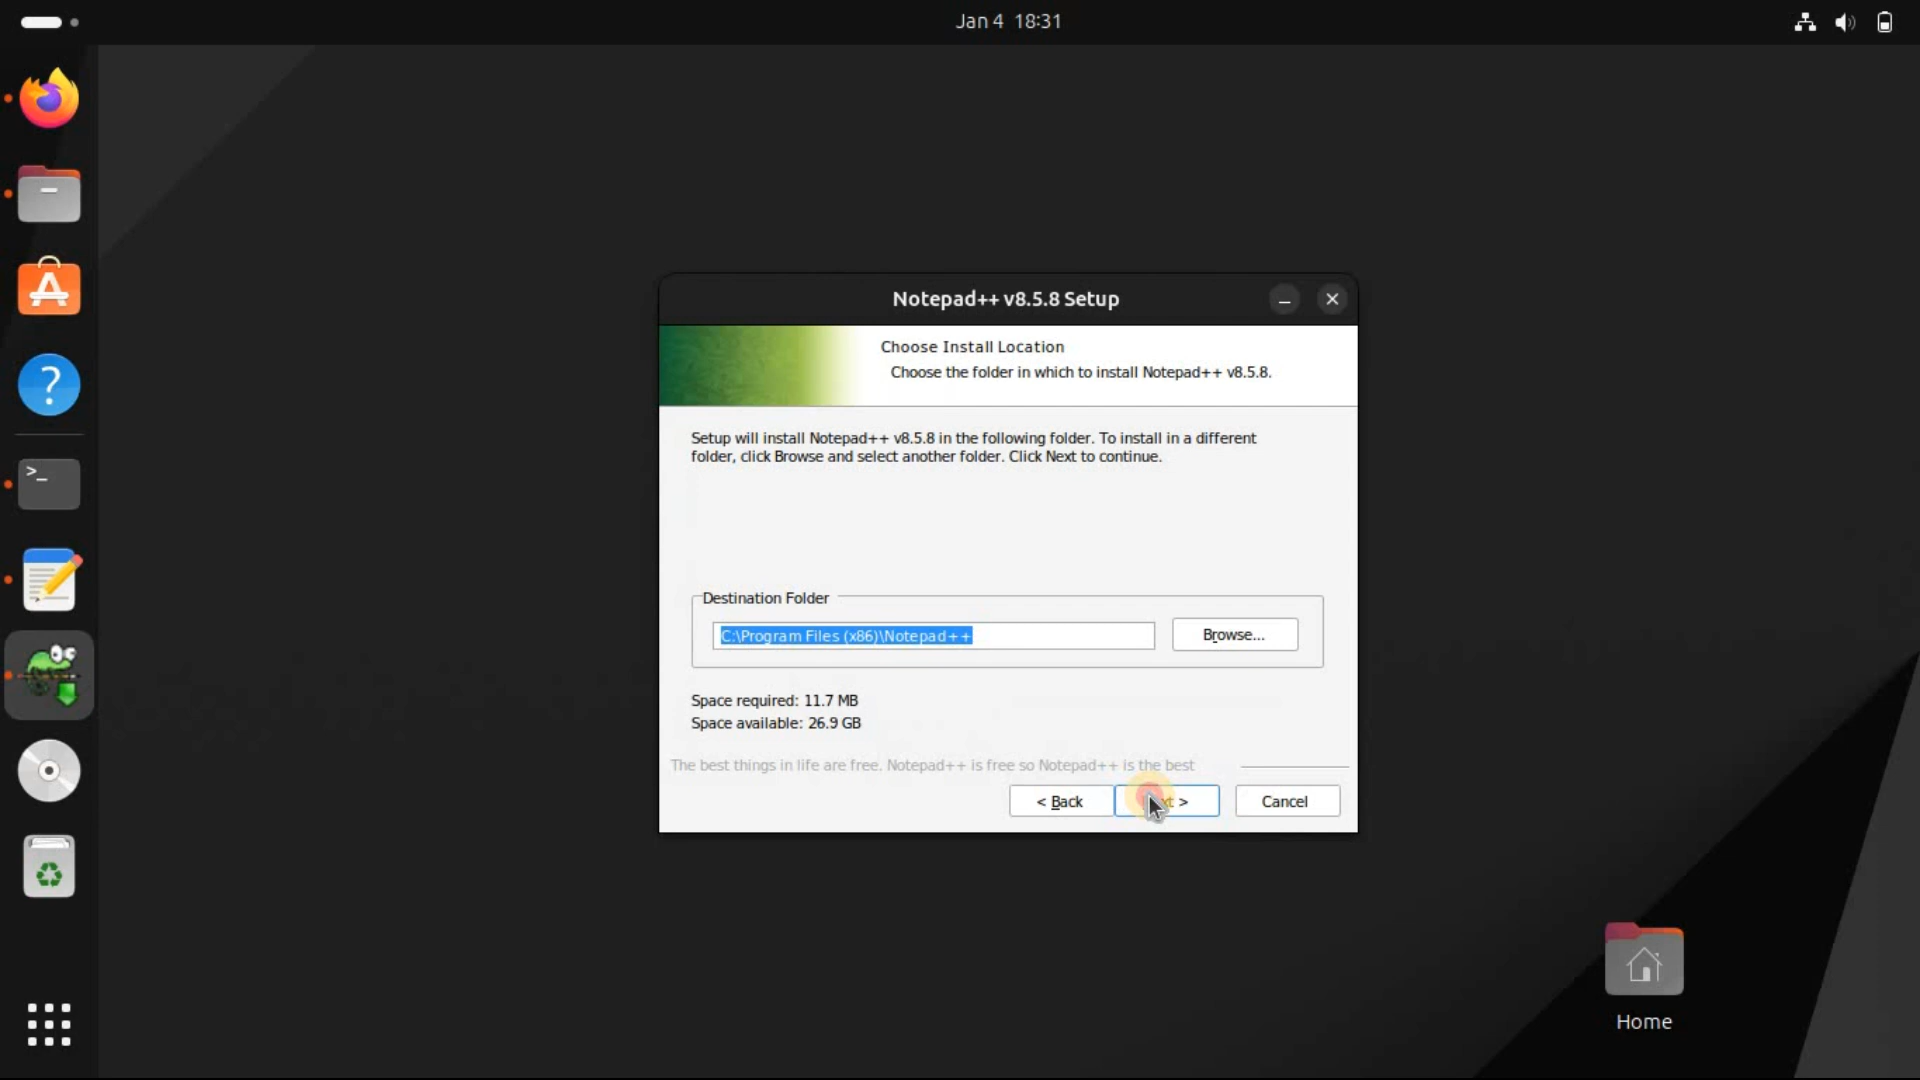 Jan 4 18:31
Notepad++ v8.5.8 Setup
Choose Install Location
Choose the folder in which to install Notepad++ v8.5.8.
Setup will install Notepad++ v8.5.8 in the following folder. To install in a different
folder, click Browse and select another folder. Click Next to continue.
Destination Folder
C:\Program Files (x86)\Notepad++
Browse...
Space required: 11.7 MB
Space available: 26.9 GB
The best things in life are free. Notepad++ is free so Notepad++ is the best
< Back
>
Cancel
Home